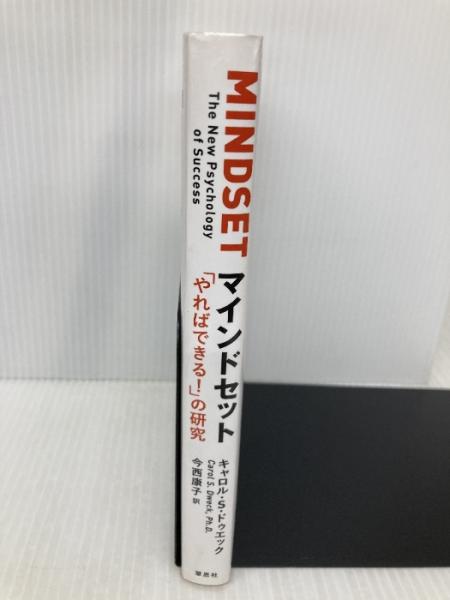 MINDSET
The New Psychology
of Success
マインドセット
「やればできる!」の研究
キャロル・S・ドゥエック
Carol S. Dweck, Ph.D.
今西康子 訳
草思社